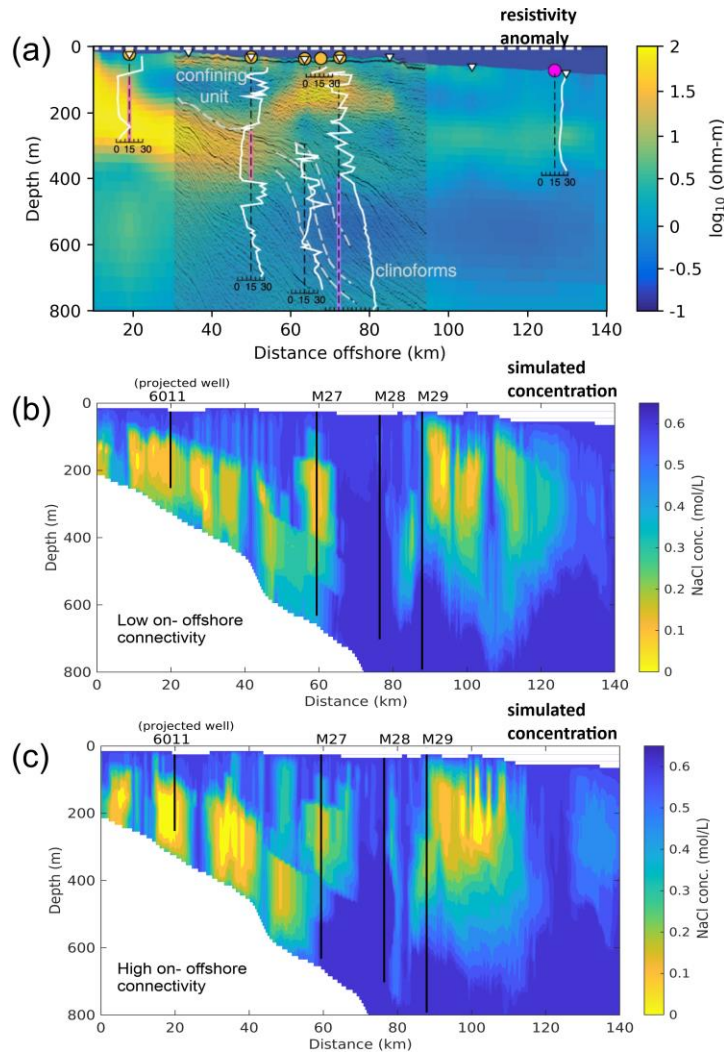 (a)
resistivity
anomaly
0
200
400
600
800
Depth (m)
confining
unit
clinoforms
0 15 30
0 15 30
0 15 30
0 15 30
0 15 30
20 40 60 80 100 120 140
Distance offshore (km)
2
1.5
1
0.5
0
-0.5
-1
log10 (ohm-m)
(b)
simulated
concentration
(projected well)
6011 M27 M28 M29
0
200
400
600
800
Depth (m)
Low on- offshore
connectivity
0 20 40 60 80 100 120 140
Distance (km)
0.6
0.5
0.4
0.3
0.2
0.1
0
NaCl conc. (mol/L)
(c)
simulated
concentration
(projected well)
6011 M27 M28 M29
0
200
400
600
800
Depth (m)
High on- offshore
connectivity
0 20 40 60 80 100 120 140
Distance (km)
0.6
0.5
0.4
0.3
0.2
0.1
0
NaCl conc. (mol/L)